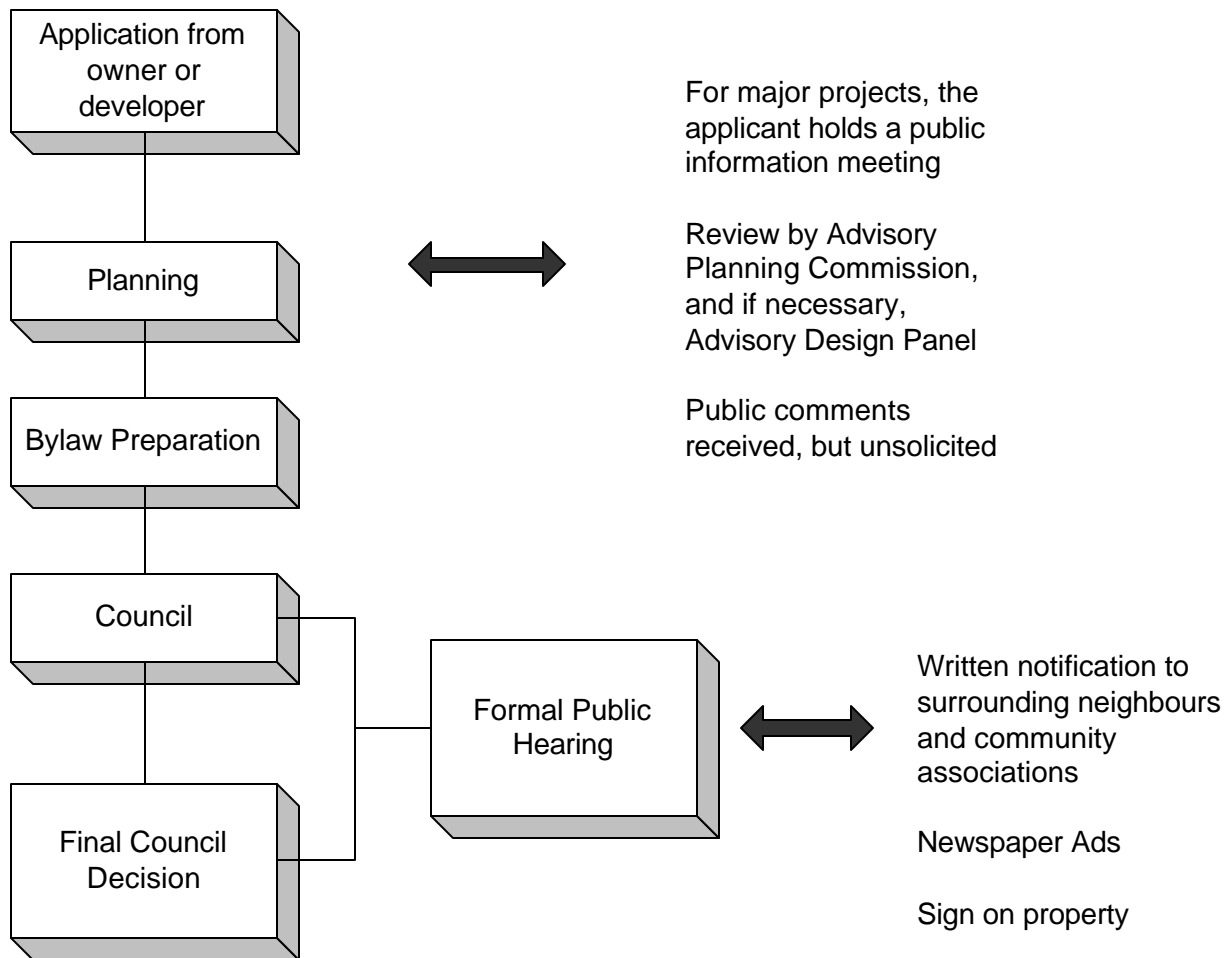 Application from
owner or
developer
For major projects, the
applicant holds a public
information meeting
Planning
Review by Advisory
Planning Commission,
and if necessary,
Advisory Design Panel
Bylaw Preparation
Public comments
received, but unsolicited
Council
Formal Public
Hearing
Written notification to
surrounding neighbours
and community
associations
Final Council
Decision
Newspaper Ads
Sign on property